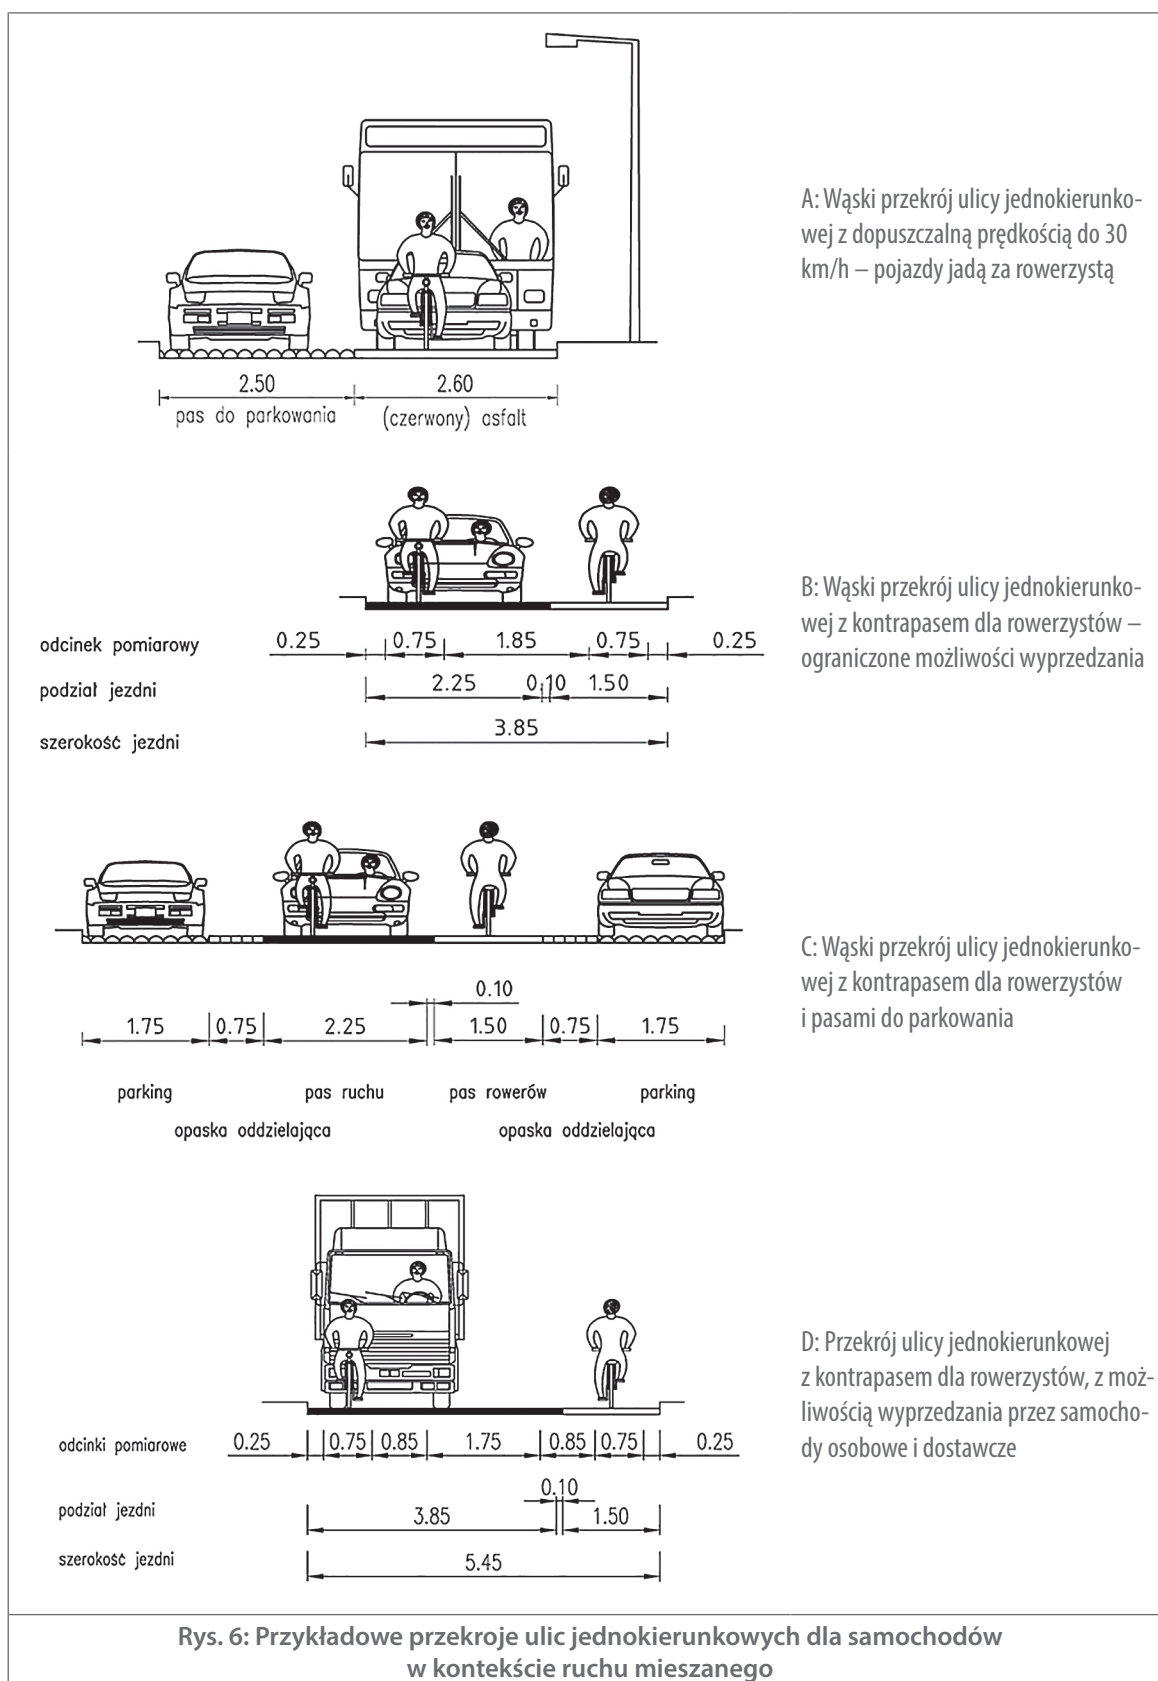 2.50 2.60
pas do parkowania (czerwony) asfalt
A: Wąski przekrój ulicy jednokierunko-
wej z dopuszczalną prędkością do 30
km/h – pojazdy jadą za rowerzystą
odcinek pomiarowy 0.25 0.75 1.85 0.75 0.25
podział jezdni 2.25 0.10 1.50
szerokość jezdni 3.85
B: Wąski przekrój ulicy jednokierunko-
wej z kontrapasem dla rowerzystów –
ograniczone możliwości wyprzedzania
0.10
1.75 0.75 2.25 1.50 0.75 1.75
parking pas ruchu pas rowerów parking
opaska oddzielająca opaska oddzielająca
C: Wąski przekrój ulicy jednokierunko-
wej z kontrapasem dla rowerzystów
i pasami do parkowania
odcinki pomiarowe 0.25 0.75 0.85 1.75 0.85 0.75 0.25
0.10
podział jezdni 3.85 1.50
szerokość jezdni 5.45
D: Przekrój ulicy jednokierunkowej
z kontrapasem dla rowerzystów, z moż-
liwością wyprzedzania przez samocho-
dy osobowe i dostawcze
Rys. 6: Przykładowe przekroje ulic jednokierunkowych dla samochodów
w kontekście ruchu mieszanego